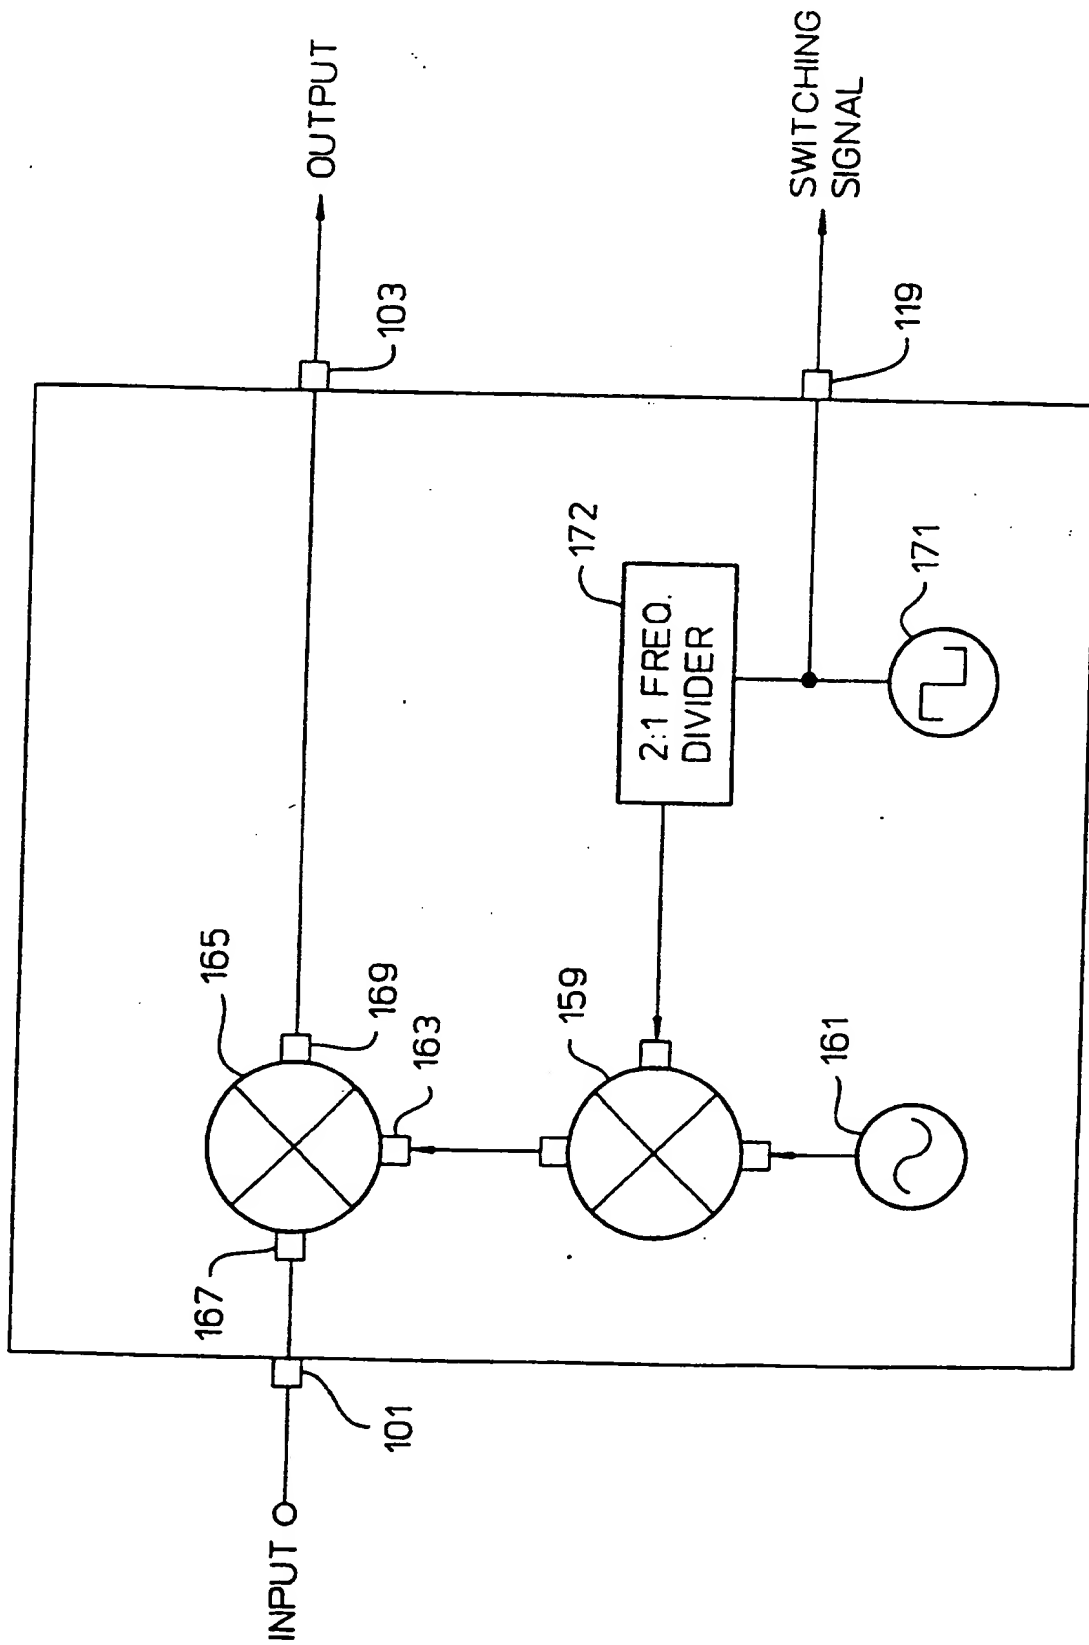 INPUT
101
167
165
169
163
OUTPUT
103
159
161
2:1 FREQ.
DIVIDER
172
171
119
SWITCHING
SIGNAL